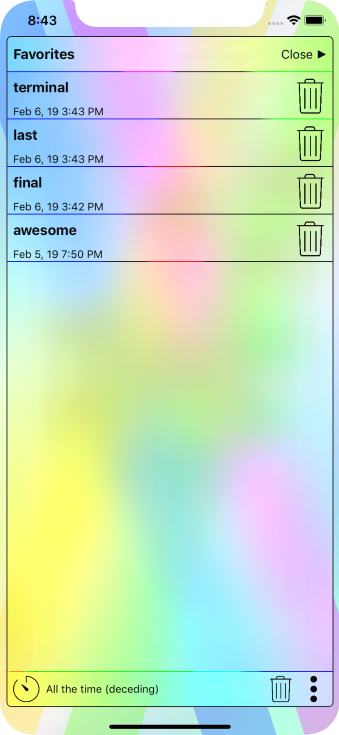 8:43
Favorites Close ▶
terminal
Feb 6, 19 3:43 PM
last
Feb 6, 19 3:43 PM
final
Feb 6, 19 3:42 PM
awesome
Feb 5, 19 7:50 PM
All the time (deceding)